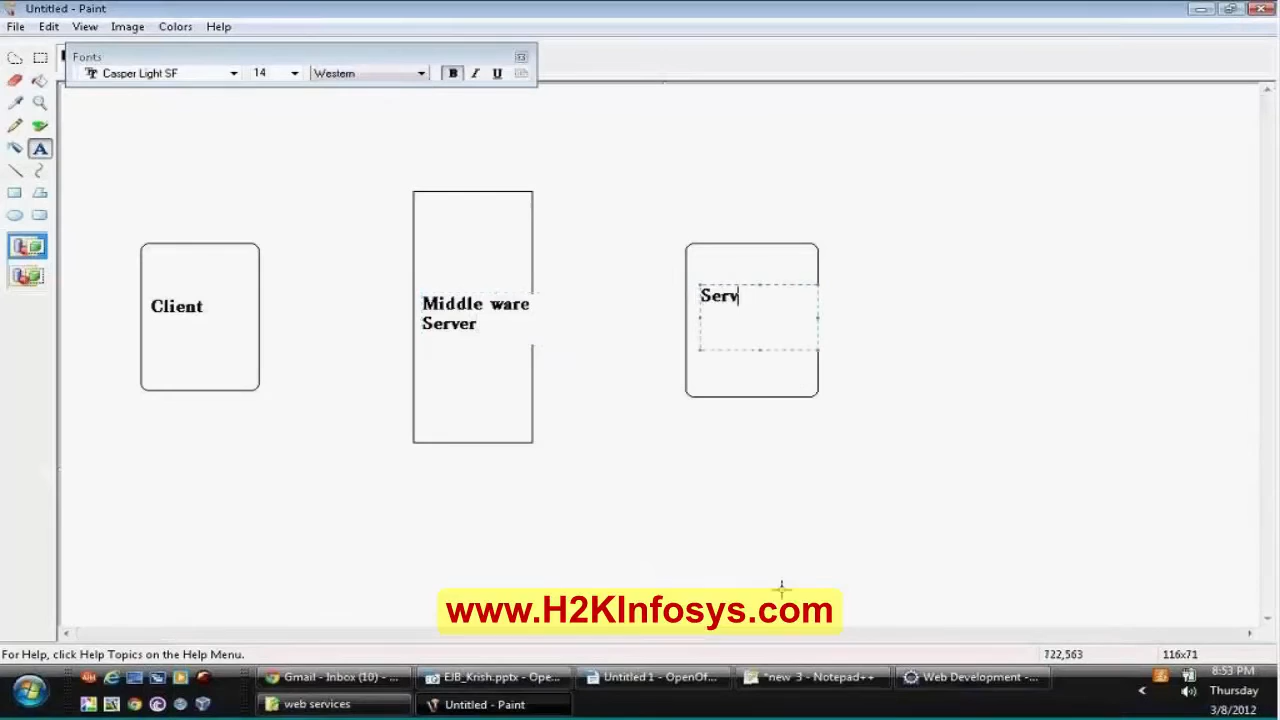 Untitled - Paint
File Edit View Image Colors Help
Fonts
Casper Light SF 14 Western B I U
A
Client
Middle ware
Server
Serv
www.H2KInfosys.com
For Help, click Help Topics on the Help Menu. 722,563 116x71
Gmail - Inbox (10) - ... EJB_Krish.pptx - Ope... Untitled 1 - OpenOf... *new 3 - Notepad++ Web Development -... 8:53 PM
web services Untitled - Paint Thursday
3/8/2012